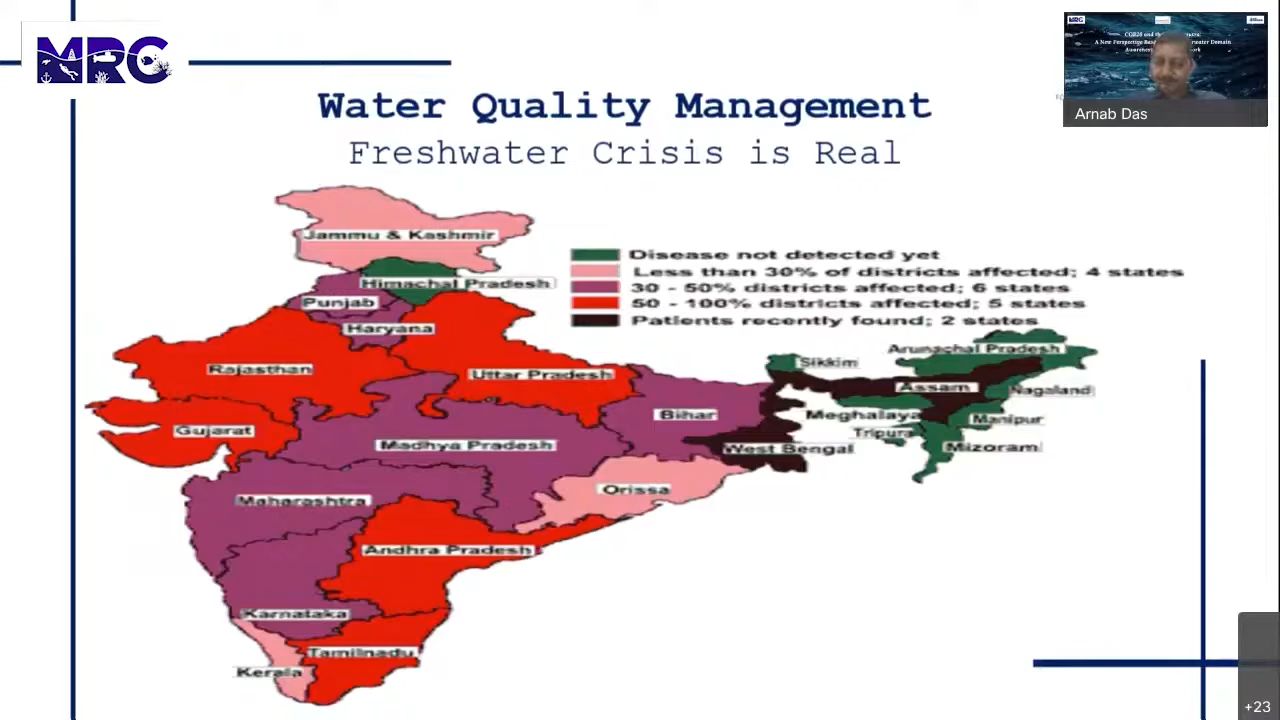 MRC
Water Quality Management
Freshwater Crisis is Real
Arnab Das
Jammu & Kashmir
Himachal Pradesh
Punjab
Haryana
Rajasthan
Uttar Pradesh
Gujarat
Bihar
Madhya Pradesh
Maharashtra
Orissa
Andhra Pradesh
Karnataka
Tamilnadu
Kerala
Disease not detected yet
Less than 30% of districts affected; 4 states
30 - 50% districts affected; 6 states
50 - 100% districts affected; 5 states
Patients recently found; 2 states
Arunachal Pradesh
Sikkim
Assam
Nagaland
Meghalaya
Manipur
Tripura
West Bengal
Mizoram
+23